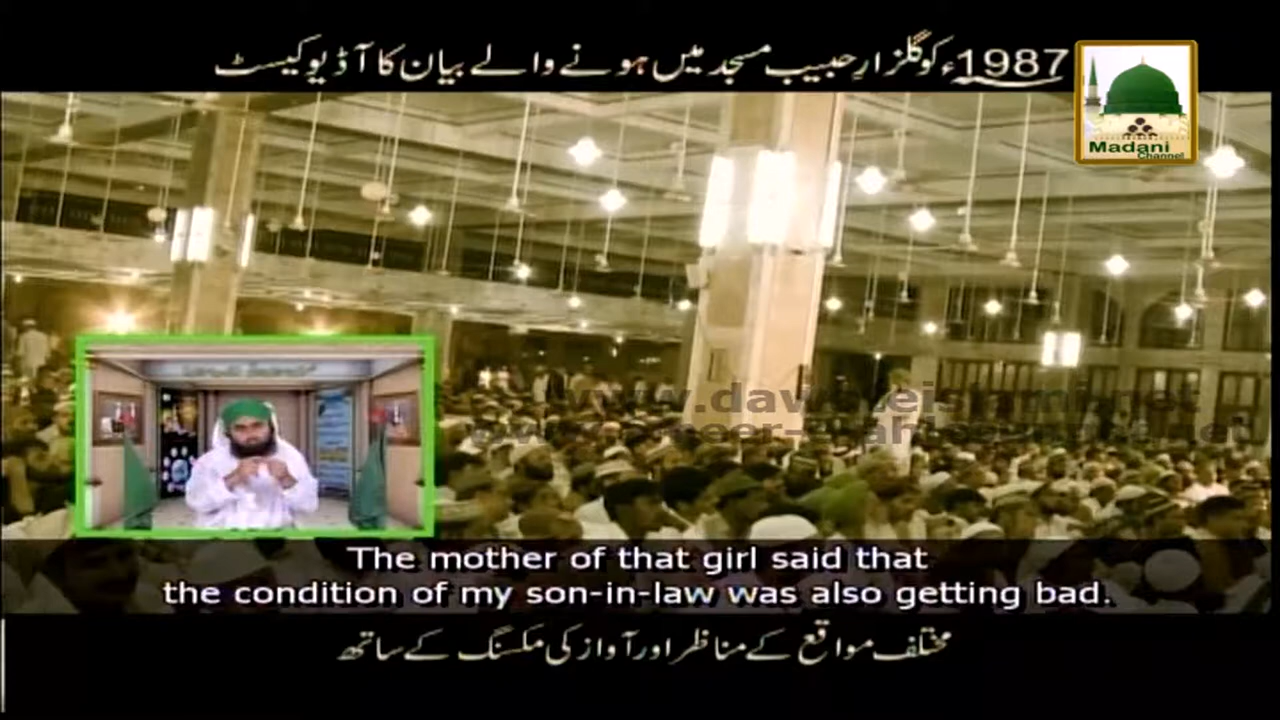 1987ء کو گلزارِ حبیب مسجد میں ہونے والے بیان کا آڈیو کیسٹ
Madani
Channel
The mother of that girl said that
the condition of my son-in-law was also getting bad.
مختلف مواقع کے مناظر اور آواز کی مکسنگ کے ساتھ